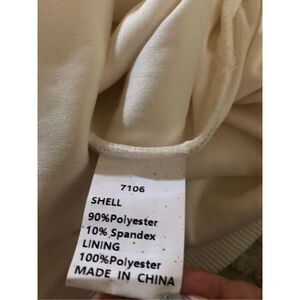 7106
SHELL
90%Polyester
10% Spandex
LINING
100%Polyester
MADE IN CHINA